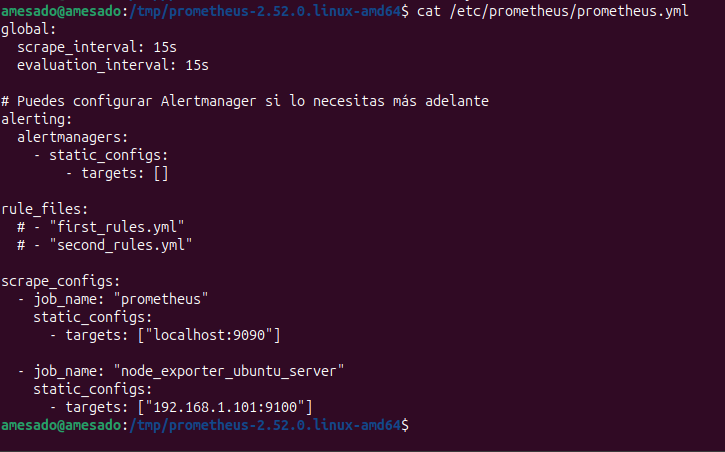 amesado@amesado:/tmp/prometheus-2.52.0.linux-amd64$ cat /etc/prometheus/prometheus.yml
global:
  scrape_interval: 15s
  evaluation_interval: 15s

# Puedes configurar Alertmanager si lo necesitas más adelante
alerting:
  alertmanagers:
    - static_configs:
        - targets: []

rule_files:
  # - "first_rules.yml"
  # - "second_rules.yml"

scrape_configs:
  - job_name: "prometheus"
    static_configs:
      - targets: ["localhost:9090"]

  - job_name: "node_exporter_ubuntu_server"
    static_configs:
      - targets: ["192.168.1.101:9100"]
amesado@amesado:/tmp/prometheus-2.52.0.linux-amd64$